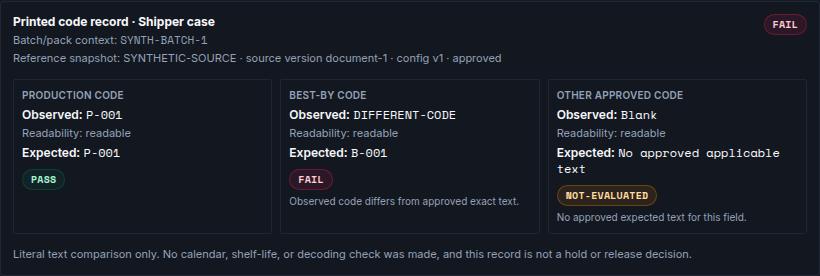 Printed code record · Shipper case
FAIL
Batch/pack context: SYNTH-BATCH-1
Reference snapshot: SYNTHETIC-SOURCE · source version document-1 · config v1 · approved
PRODUCTION CODE
Observed: P-001
Readability: readable
Expected: P-001
PASS
BEST-BY CODE
Observed: DIFFERENT-CODE
Readability: readable
Expected: B-001
FAIL
Observed code differs from approved exact text.
OTHER APPROVED CODE
Observed: Blank
Readability: readable
Expected: No approved applicable
text
NOT-EVALUATED
No approved expected text for this field.
Literal text comparison only. No calendar, shelf-life, or decoding check was made, and this record is not a hold or release decision.